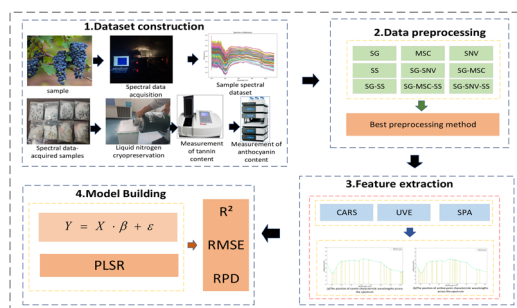 1.Dataset construction
sample
Spectral data
acquisition
Sample spectral
dataset
Spectral data-
acquired samples
Liquid nitrogen
cryopreservation
Measurement
of tannin
content
Measurement of
anthocyanin content
2.Data preprocessing
SG
MSC
SNV
SS
SG-SNV
SG-MSC
SG-SS
SG-MSC-SS
SG-SNV-SS
Best preprocessing method
3.Feature extraction
CARS
UVE
SPA
4.Model Building
Y = X · β + ε
PLSR
R²
RMSE
RPD